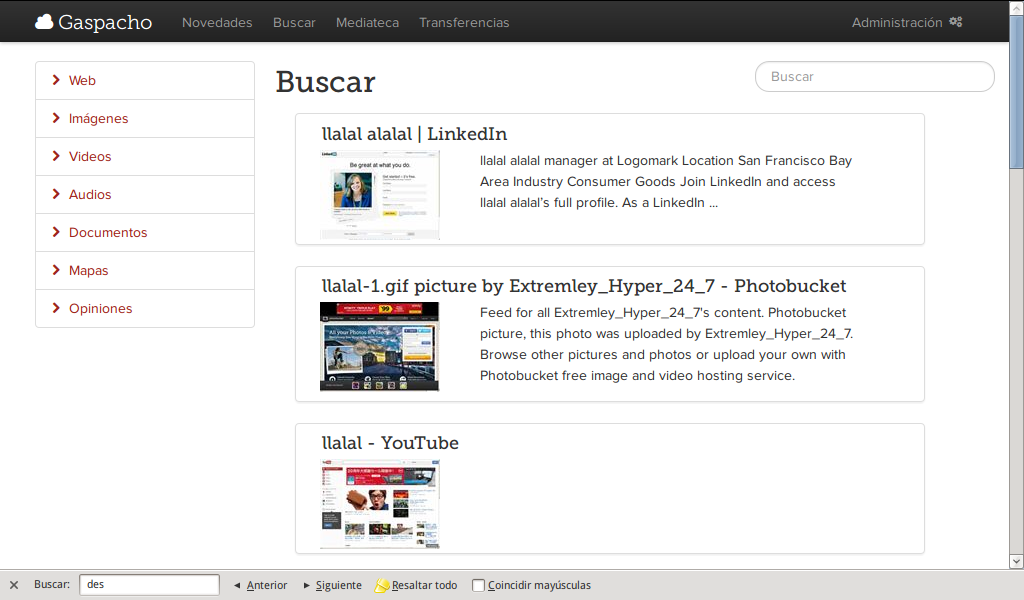 Gaspacho Novedades Buscar Mediateca Transferencias Administración
Web
Imágenes
Videos
Audios
Documentos
Mapas
Opiniones
Buscar
Buscar
llalal alalal | LinkedIn
Be great at what you do.
llalal alalal manager at Logomark Location San Francisco Bay
Area Industry Consumer Goods Join LinkedIn and access
llalal alalal's full profile. As a LinkedIn ...
llalal-1.gif picture by Extremley_Hyper_24_7 - Photobucket
Feed for all Extremley_Hyper_24_7's content. Photobucket
picture, this photo was uploaded by Extremley_Hyper_24_7.
Browse other pictures and photos or upload your own with
Photobucket free image and video hosting service.
llalal - YouTube
Buscar: des Anterior Siguiente Resaltar todo Coincidir mayúsculas